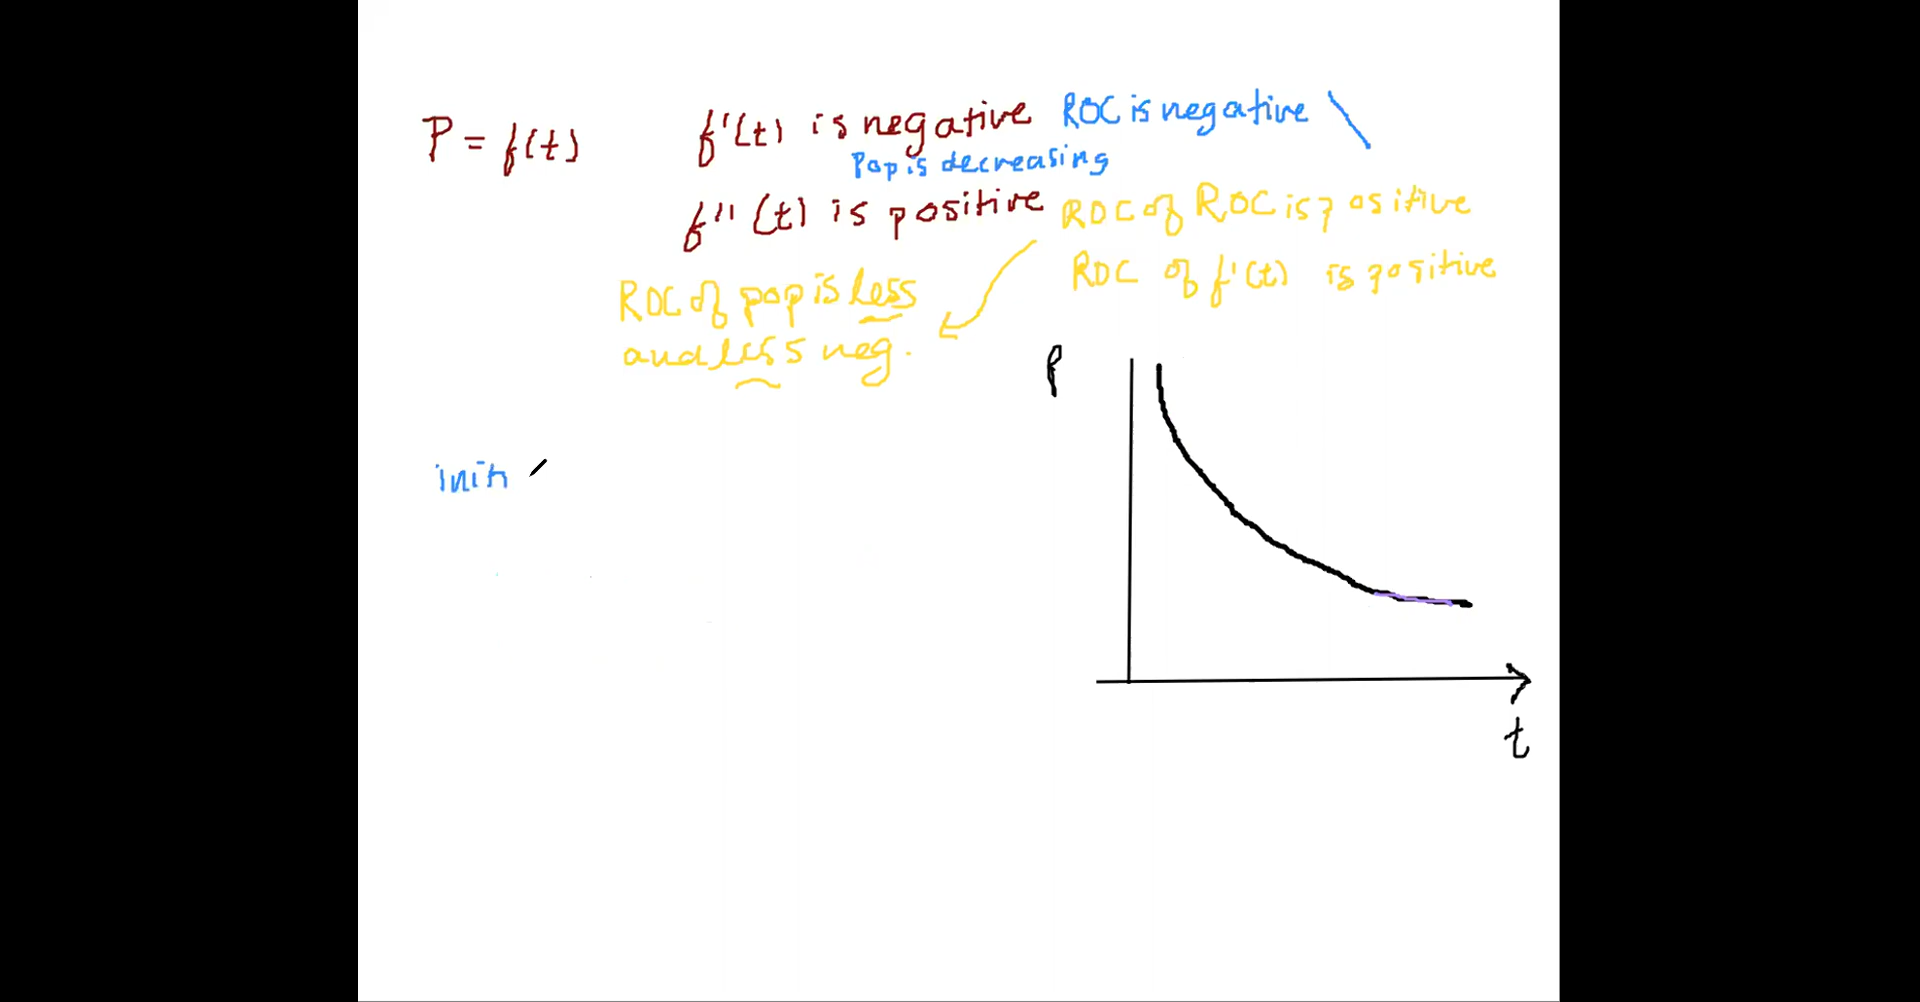 P = f(t)
f'(t) is negative ROC is negative
Pop is decreasing
f''(t) is positive ROC of ROC is positive
ROC of f'(t) is positive
ROC of pop is less
and less neg.
P
initi
t